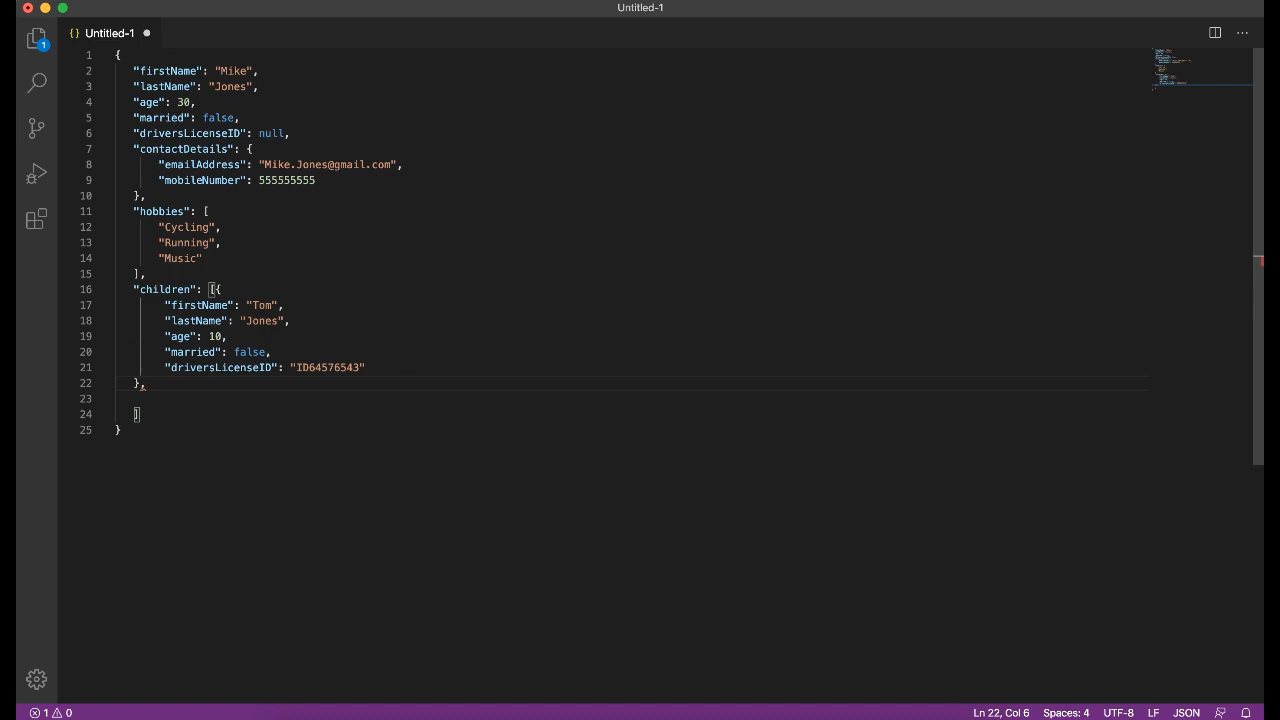 Untitled-1
{} Untitled-1
1
1 {
2 "firstName": "Mike",
3 "lastName": "Jones",
4 "age": 30,
5 "married": false,
6 "driversLicenseID": null,
7 "contactDetails": {
8 "emailAddress": "Mike.Jones@gmail.com",
9 "mobileNumber": 555555555
10 },
11 "hobbies": [
12 "Cycling",
13 "Running",
14 "Music"
15 ],
16 "children": [{
17 "firstName": "Tom",
18 "lastName": "Jones",
19 "age": 10,
20 "married": false,
21 "driversLicenseID": "ID64576543"
22 },
23
24 ]
25 }
1 0 Ln 22, Col 6 Spaces: 4 UTF-8 LF JSON